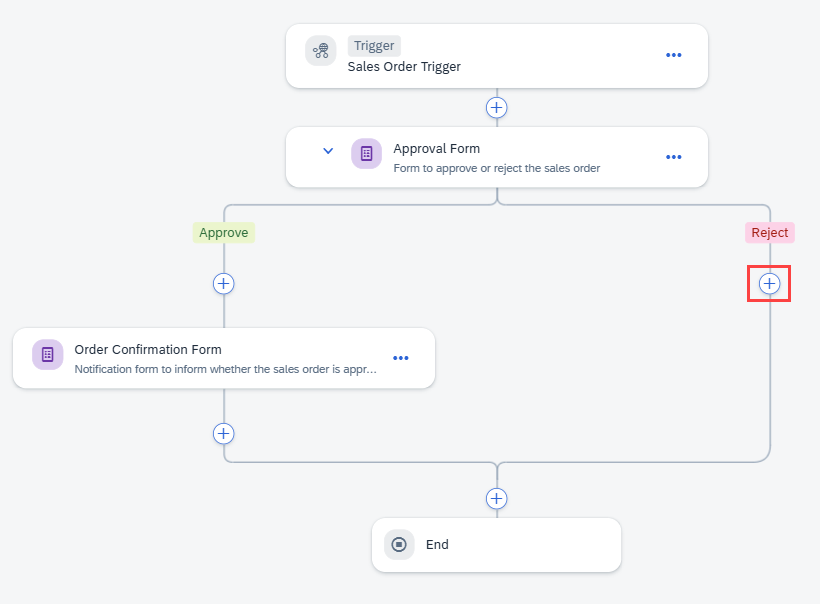 Trigger
Sales Order Trigger
Approval Form
Form to approve or reject the sales order
Approve
Reject
Order Confirmation Form
Notification form to inform whether the sales order is appr...
End